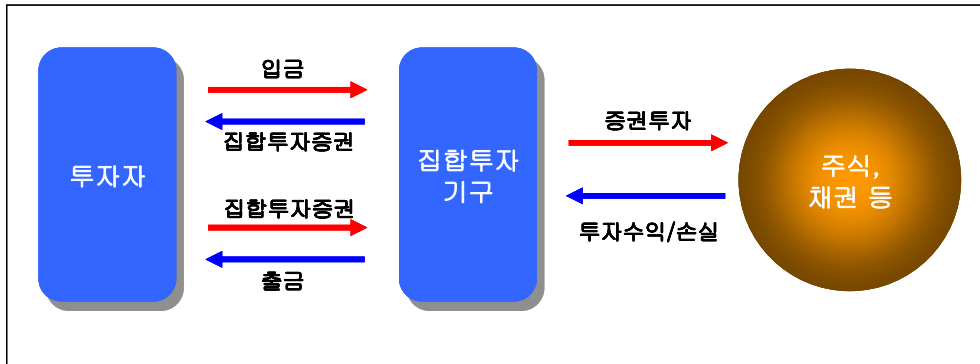 투자자
입금
집합투자증권
집합투자증권
출금
집합투자
기구
증권투자
투자수익/손실
주식,
채권 등